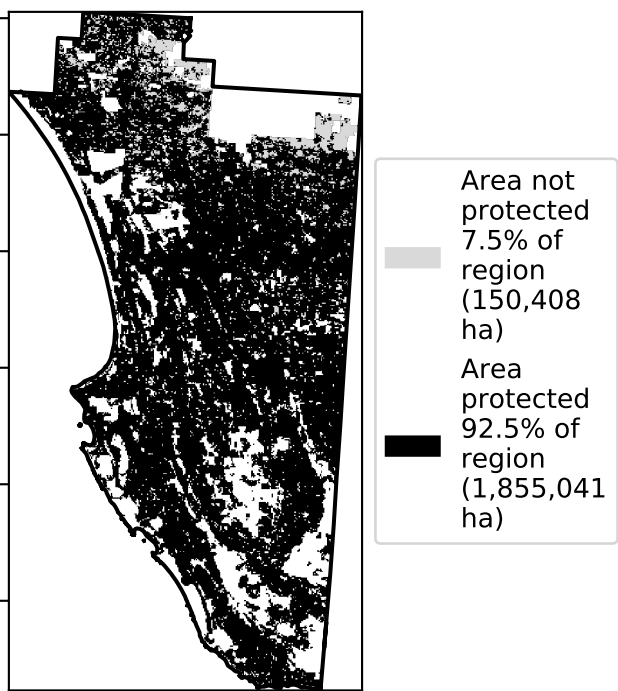 Area not
protected
7.5% of
region
(150,408
ha)
Area
protected
92.5% of
region
(1,855,041
ha)